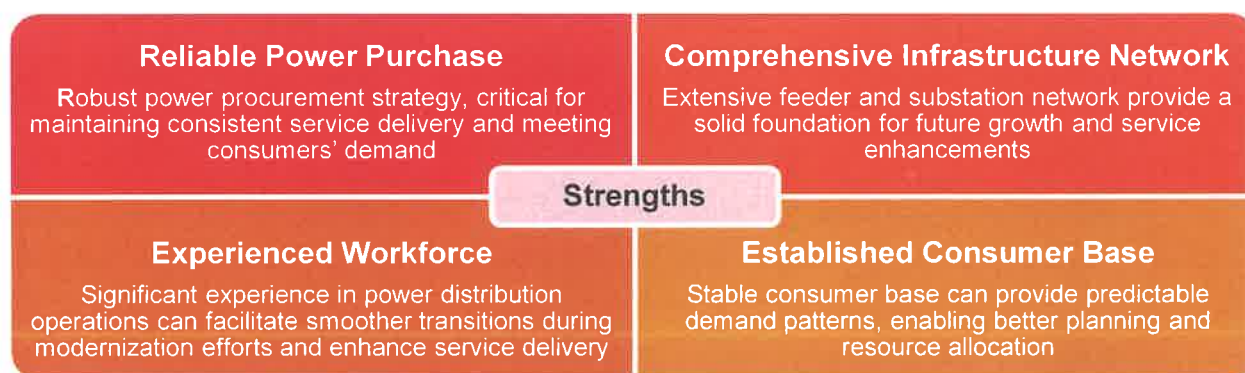 Reliable Power Purchase
Robust power procurement strategy, critical for
maintaining consistent service delivery and meeting
consumers' demand
Comprehensive Infrastructure Network
Extensive feeder and substation network provide a
solid foundation for future growth and service
enhancements
Strengths
Experienced Workforce
Significant experience in power distribution
operations can facilitate smoother transitions during
modernization efforts and enhance service delivery
Established Consumer Base
Stable consumer base can provide predictable
demand patterns, enabling better planning and
resource allocation